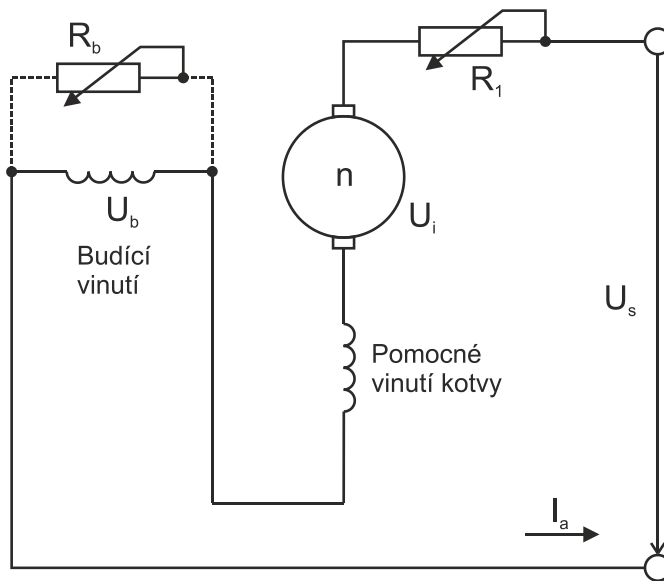 R_b
R_1
n
U_b
U_i
Budící
vinutí
U_s
Pomocné
vinutí kotvy
I_a